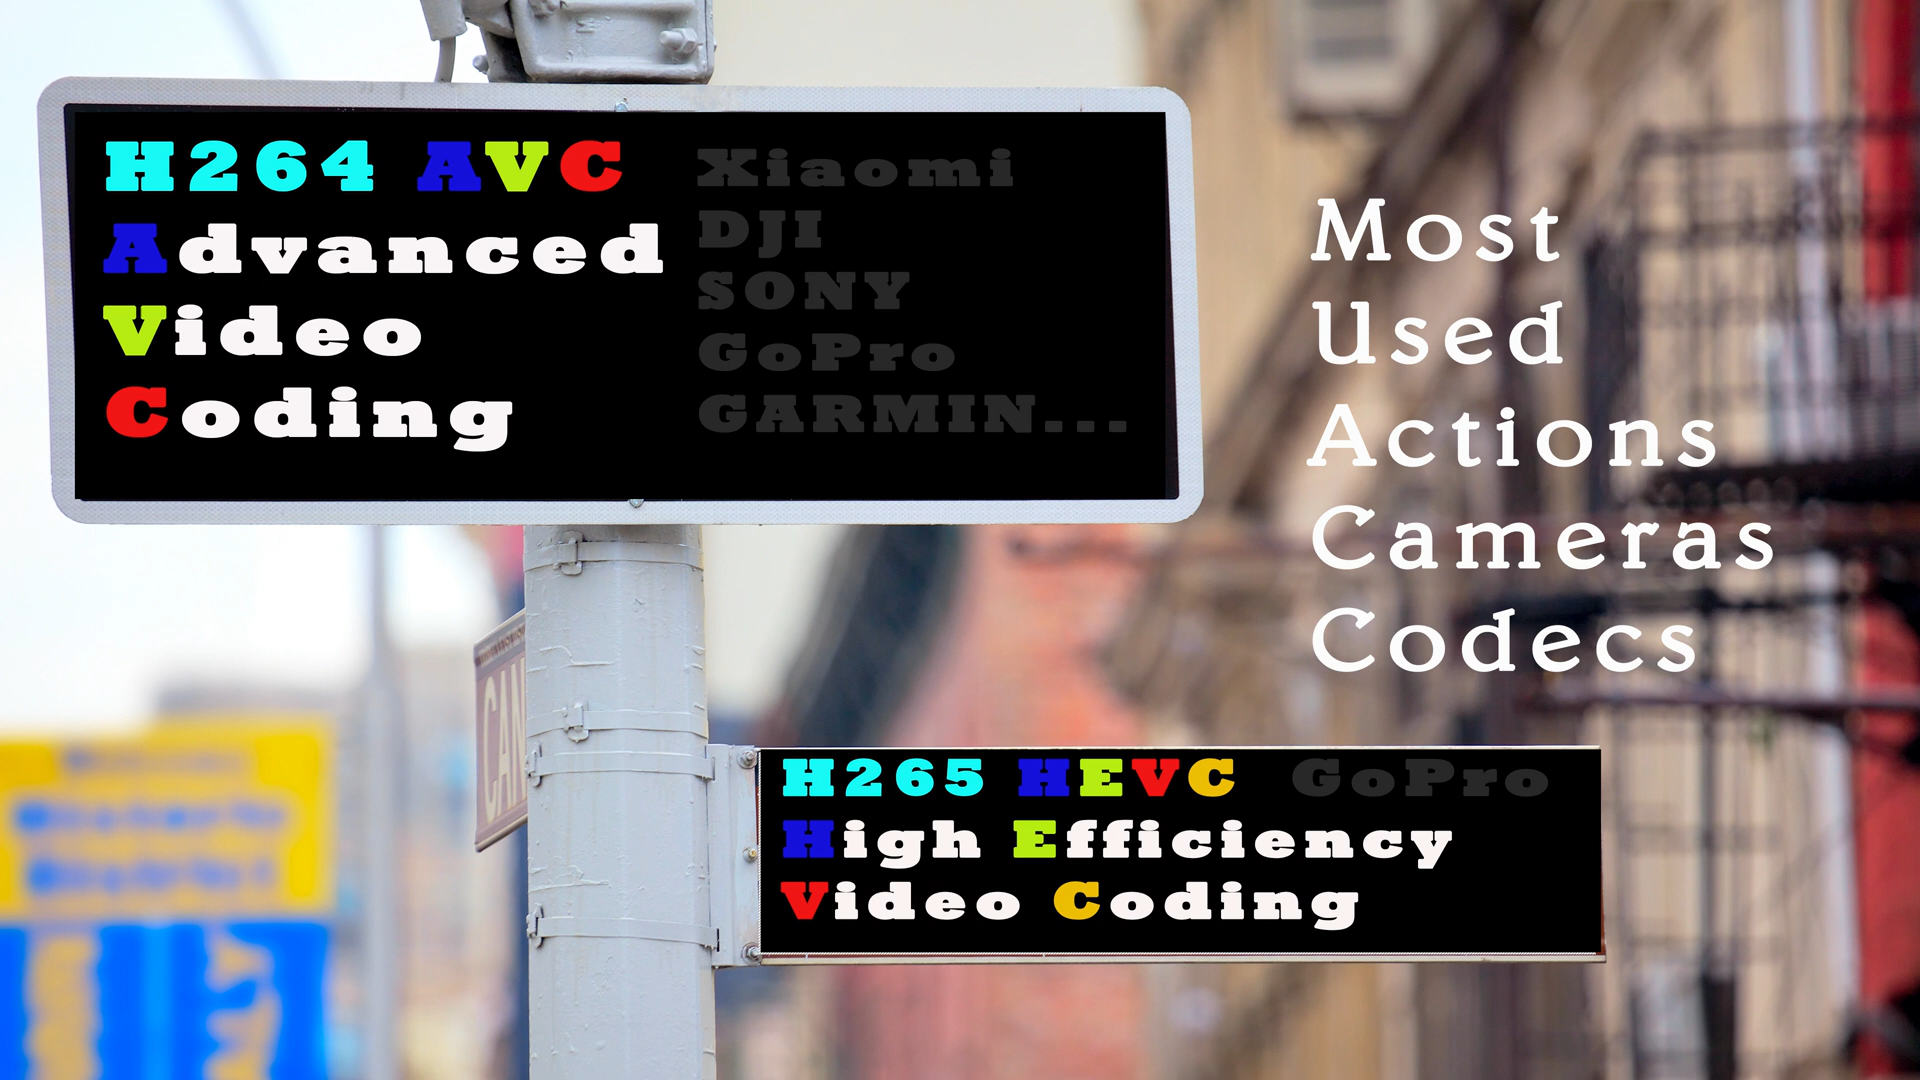 H264 AVC
Advanced
Video
Coding
Xiaomi
DJI
SONY
GoPro
GARMIN...
Most
Used
Actions
Cameras
Codecs
CAN
H265 HEVC GoPro
High Efficiency
Video Coding